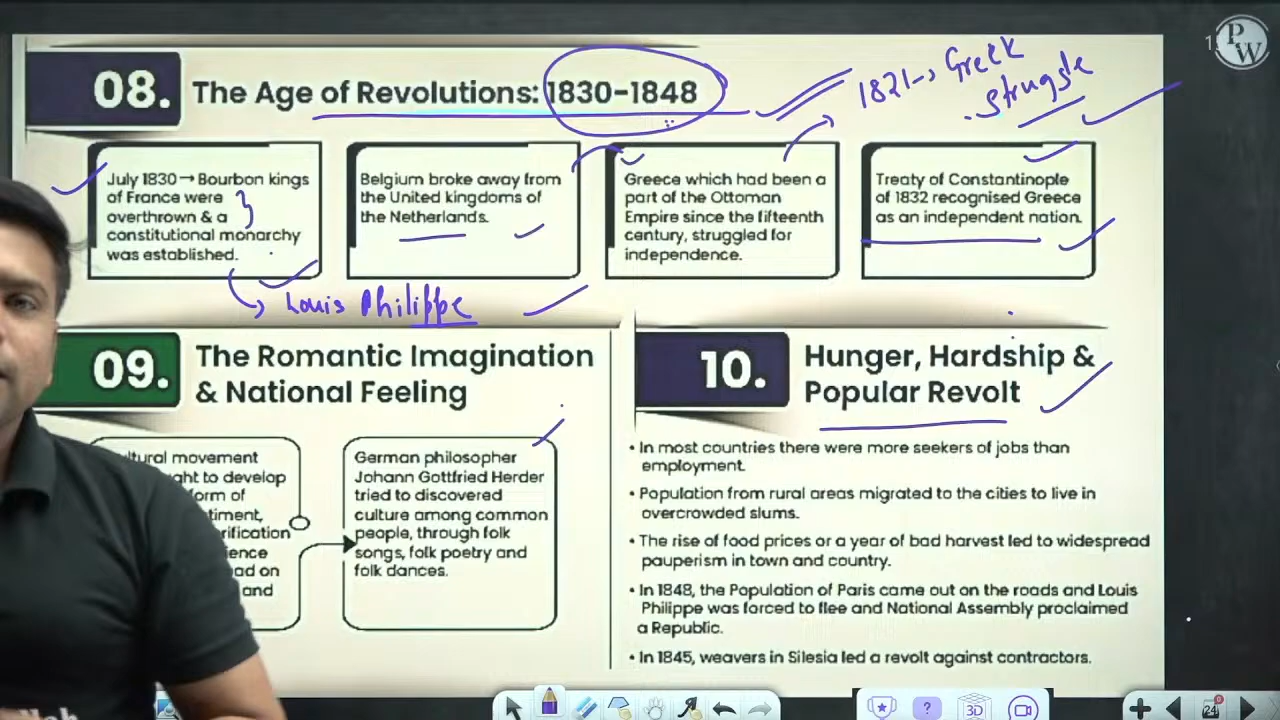 PW
08.
The Age of Revolutions: 1830-1848
1821→ Greek
Struggle
July 1830 → Bourbon kings
of France were
overthrown & a
constitutional monarchy
was established.
Louis Philippe
Belgium broke away from
the United kingdoms of
the Netherlands.
Greece which had been a
part of the Ottoman
Empire since the fifteenth
century, struggled for
independence.
Treaty of Constantinople
of 1832 recognised Greece
as an independent nation.
09.
The Romantic Imagination
& National Feeling
movement
to develop
and
German philosopher
Johann Gottfried Herder
tried to discovered
culture among common
people, through folk
songs, folk poetry and
folk dances.
10.
Hunger, Hardship &
Popular Revolt
• In most countries there were more seekers of jobs than
employment.
• Population from rural areas migrated to the cities to live in
overcrowded slums.
• The rise of food prices or a year of bad harvest led to widespread
pauperism in town and country.
• In 1848, the Population of Paris came out on the roads and Louis
Philippe was forced to flee and National Assembly proclaimed
a Republic.
• In 1845, weavers in Silesia led a revolt against contractors.
3D
24